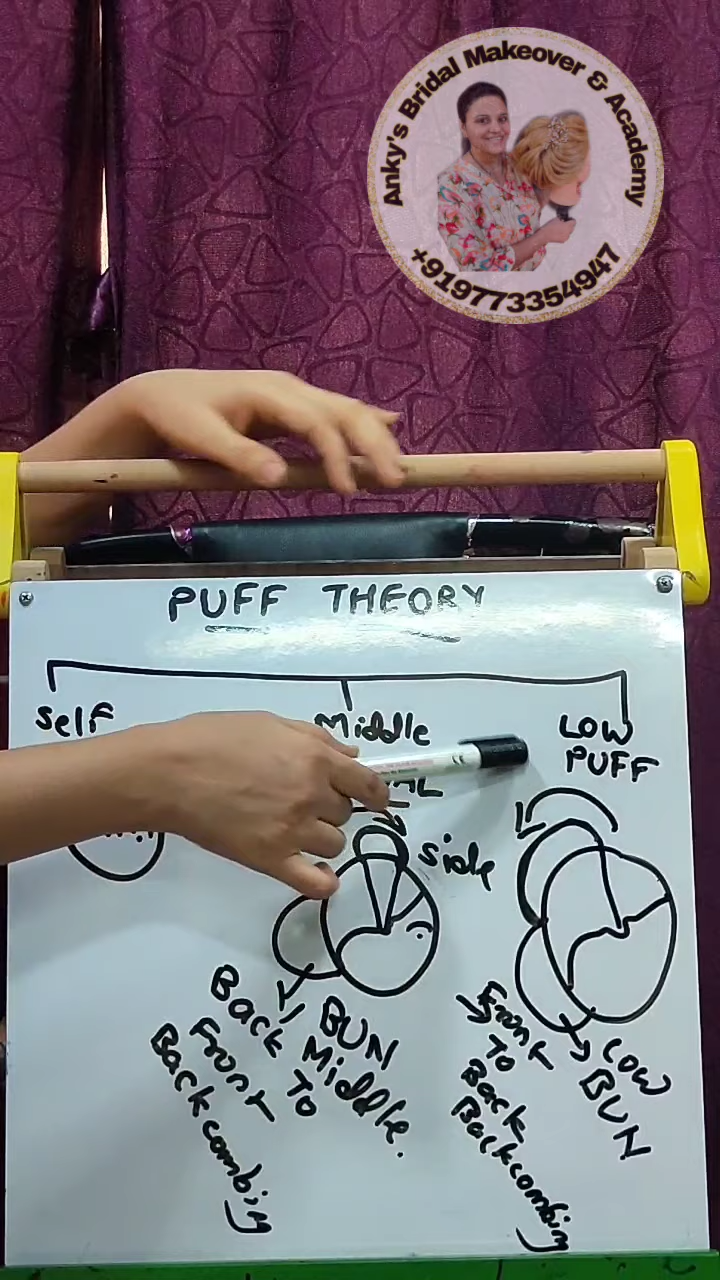 Anky's Bridal Makeover & Academy
+919773354947
PUFF THEORY
Self
Middle
LOW
PUFF
Side
BUN
Back Middle.
Front To
Backcombing
Front
To
Back
Backcombing
LOW
BUN